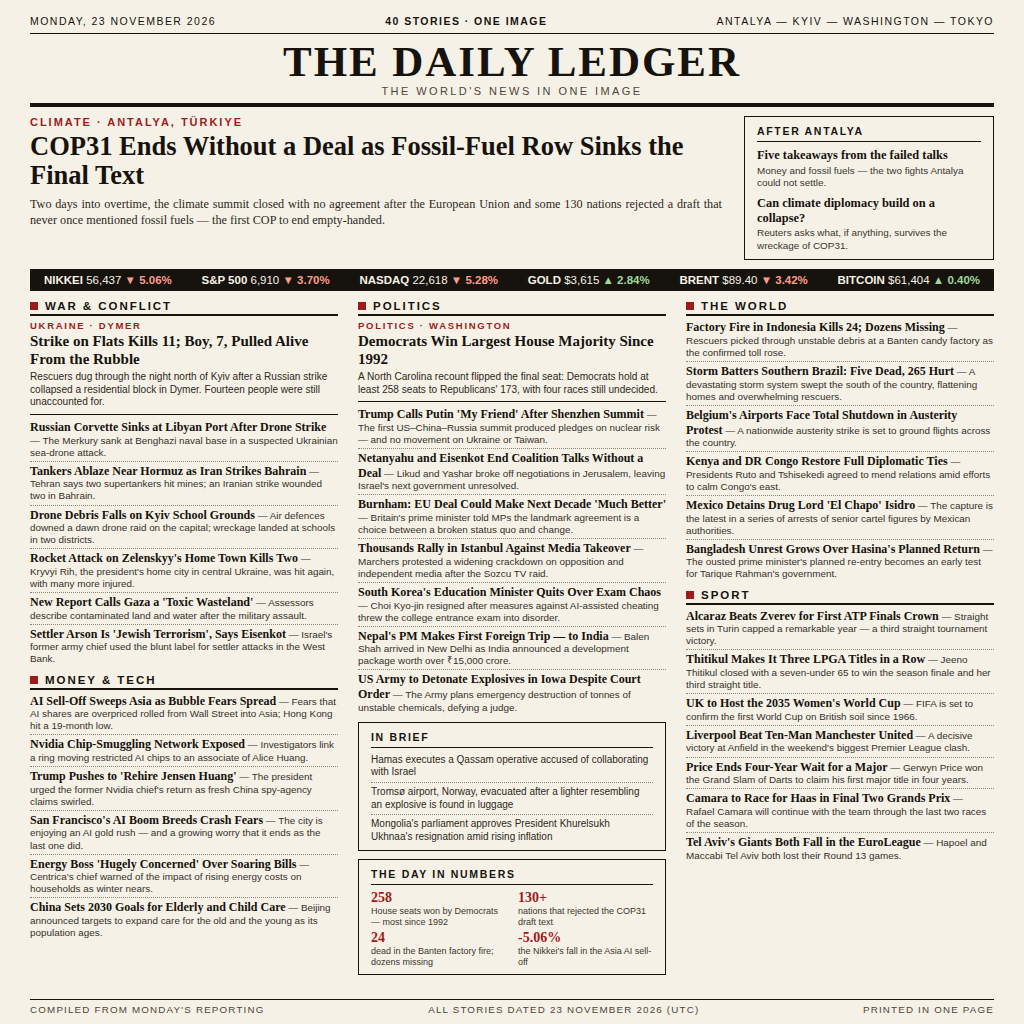 MONDAY, 23 NOVEMBER 2026
40 STORIES · ONE IMAGE
ANTALYA — KYIV — WASHINGTON — TOKYO
THE DAILY LEDGER
THE WORLD'S NEWS IN ONE IMAGE
CLIMATE · ANTALYA, TÜRKIYE
COP31 Ends Without a Deal as Fossil-Fuel Row Sinks the
Final Text
Two days into overtime, the climate summit closed with no agreement after the European Union and some 130 nations rejected a draft that
never once mentioned fossil fuels — the first COP to end empty-handed.
AFTER ANTALYA
Five takeaways from the failed talks
Money and fossil fuels — the two fights Antalya
could not settle.
Can climate diplomacy build on a
collapse?
Reuters asks what, if anything, survives the
wreckage of COP31.
NIKKEI 56,437 ▼ 5.06%
S&P 500 6,910 ▼ 3.70%
NASDAQ 22,618 ▼ 5.28%
GOLD $3,615 ▲ 2.84%
BRENT $89.40 ▼ 3.42%
BITCOIN $61,404 ▲ 0.40%
WAR & CONFLICT
UKRAINE · DYMER
Strike on Flats Kills 11; Boy, 7, Pulled Alive
From the Rubble
Rescuers dug through the night north of Kyiv after a Russian strike
collapsed a residential block in Dymer. Fourteen people were still
unaccounted for.
Russian Corvette Sinks at Libyan Port After Drone Strike
— The Merkury sank at Benghazi naval base in a suspected Ukrainian
sea-drone attack.
Tankers Ablaze Near Hormuz as Iran Strikes Bahrain —
Tehran says two supertankers hit mines; an Iranian strike wounded
two in Bahrain.
Drone Debris Falls on Kyiv School Grounds — Air defences
downed a dawn drone raid on the capital; wreckage landed at schools
in two districts.
Rocket Attack on Zelenskyy's Home Town Kills Two —
Kryvyi Rih, the president's home city in central Ukraine, was hit again,
with many more injured.
New Report Calls Gaza a 'Toxic Wasteland' — Assessors
describe contaminated land and water after the military assault.
Settler Arson Is 'Jewish Terrorism', Says Eisenkot — Israel's
former army chief used the blunt label for settler attacks in the West
Bank.
MONEY & TECH
AI Sell-Off Sweeps Asia as Bubble Fears Spread — Fears that
AI shares are overpriced rolled from Wall Street into Asia; Hong Kong
hit a 19-month low.
Nvidia Chip-Smuggling Network Exposed — Investigators link
a ring moving restricted AI chips to an associate of Alice Huang.
Trump Pushes to 'Rehire Jensen Huang' — The president
urged the former Nvidia chief's return as fresh China spy-agency
claims swirled.
San Francisco's AI Boom Breeds Crash Fears — The city is
enjoying an AI gold rush — and a growing worry that it ends as the
last one did.
Energy Boss 'Hugely Concerned' Over Soaring Bills —
Centrica's chief warned of the impact of rising energy costs on
households as winter nears.
China Sets 2030 Goals for Elderly and Child Care — Beijing
announced targets to expand care for the old and the young as its
population ages.
POLITICS
POLITICS · WASHINGTON
Democrats Win Largest House Majority Since
1992
A North Carolina recount flipped the final seat: Democrats hold at
least 258 seats to Republicans' 173, with four races still undecided.
Trump Calls Putin 'My Friend' After Shenzhen Summit —
The first US–China–Russia summit produced pledges on nuclear risk
— and no movement on Ukraine or Taiwan.
Netanyahu and Eisenkot End Coalition Talks Without a
Deal — Likud and Yashar broke off negotiations in Jerusalem, leaving
Israel's next government unresolved.
Burnham: EU Deal Could Make Next Decade 'Much Better'
— Britain's prime minister told MPs the landmark agreement is a
choice between a broken status quo and change.
Thousands Rally in Istanbul Against Media Takeover —
Marchers protested a widening crackdown on opposition and
independent media after the Sozcu TV raid.
South Korea's Education Minister Quits Over Exam Chaos
— Choi Kyo-jin resigned after measures against AI-assisted cheating
threw the college entrance exam into disorder.
Nepal's PM Makes First Foreign Trip — to India — Balen
Shah arrived in New Delhi as India announced a development
package worth over ₹15,000 crore.
US Army to Detonate Explosives in Iowa Despite Court
Order — The Army plans emergency destruction of tonnes of
unstable chemicals, defying a judge.
IN BRIEF
Hamas executes a Qassam operative accused of collaborating
with Israel
Tromsø airport, Norway, evacuated after a lighter resembling
an explosive is found in luggage
Mongolia's parliament approves President Khurelsukh
Ukhnaa's resignation amid rising inflation
THE DAY IN NUMBERS
258
House seats won by Democrats
— most since 1992
130+
nations that rejected the COP31
draft text
24
dead in the Banten factory fire;
dozens missing
-5.06%
the Nikkei's fall in the Asia AI sell-
off
THE WORLD
Factory Fire in Indonesia Kills 24; Dozens Missing —
Rescuers picked through unstable debris at a Banten candy factory as
the confirmed toll rose.
Storm Batters Southern Brazil: Five Dead, 265 Hurt — A
devastating storm system swept the south of the country, flattening
homes and overwhelming rescuers.
Belgium's Airports Face Total Shutdown in Austerity
Protest — A nationwide austerity strike is set to ground flights across
the country.
Kenya and DR Congo Restore Full Diplomatic Ties —
Presidents Ruto and Tshisekedi agreed to mend relations amid efforts
to calm Congo's east.
Mexico Detains Drug Lord 'El Chapo' Isidro — The capture is
the latest in a series of arrests of senior cartel figures by Mexican
authorities.
Bangladesh Unrest Grows Over Hasina's Planned Return —
The ousted prime minister's planned re-entry becomes an early test
for Tarique Rahman's government.
SPORT
Alcaraz Beats Zverev for First ATP Finals Crown — Straight
sets in Turin capped a remarkable year — a third straight tournament
victory.
Thitikul Makes It Three LPGA Titles in a Row — Jeeno
Thitikul closed with a seven-under 65 to win the season finale and her
third straight title.
UK to Host the 2035 Women's World Cup — FIFA is set to
confirm the first World Cup on British soil since 1966.
Liverpool Beat Ten-Man Manchester United — A decisive
victory at Anfield in the weekend's biggest Premier League clash.
Price Ends Four-Year Wait for a Major — Gerwyn Price won
the Grand Slam of Darts to claim his first major title in four years.
Camara to Race for Haas in Final Two Grands Prix —
Rafael Camara will continue with the team through the last two races
of the season.
Tel Aviv's Giants Both Fall in the EuroLeague — Hapoel and
Maccabi Tel Aviv both lost their Round 13 games.
COMPILED FROM MONDAY'S REPORTING
ALL STORIES DATED 23 NOVEMBER 2026 (UTC)
PRINTED IN ONE PAGE